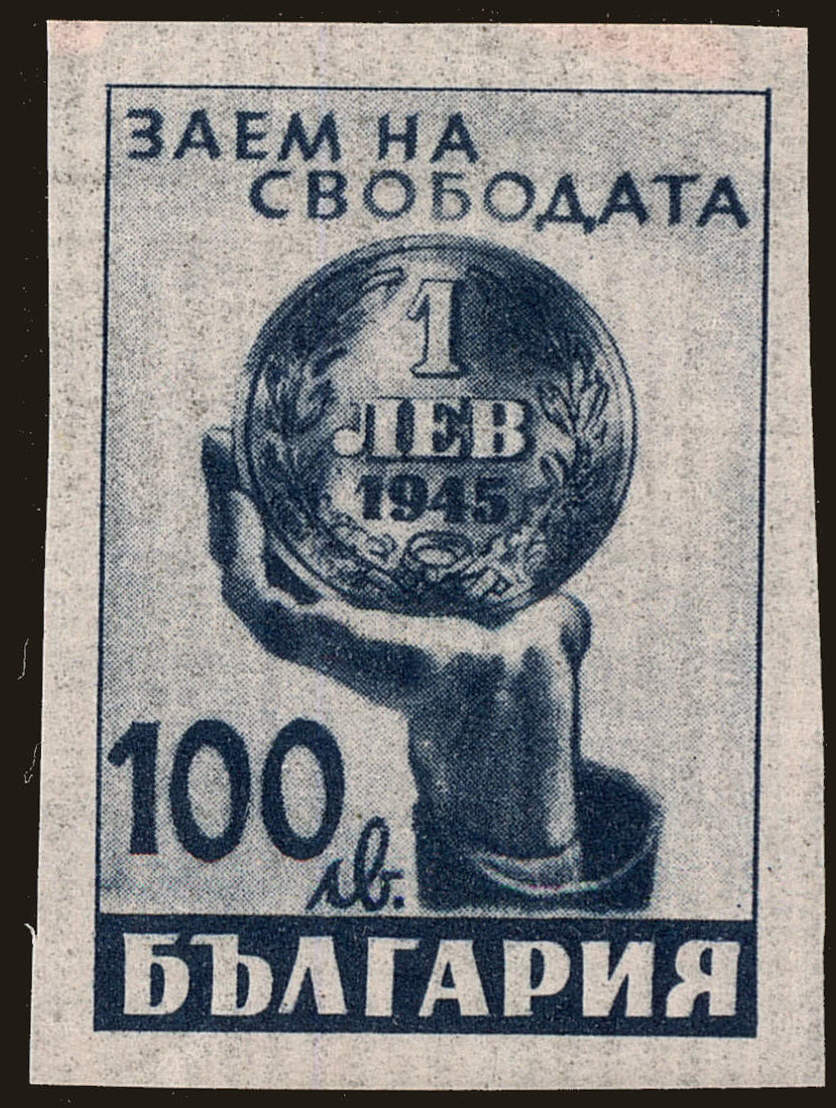 ЗАЕМ НА
СВОБОДАТА
1
ЛЕВ
1945
100
лв.
БЪЛГАРИЯ